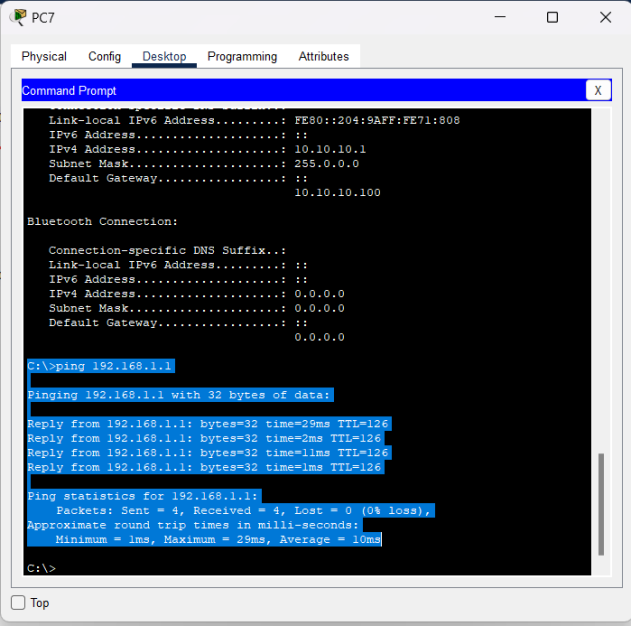 PC7
Physical Config Desktop Programming Attributes
Command Prompt
X
Link-local IPv6 Address.........: FE80::204:9AFF:FE71:808
IPv6 Address....................: ::
IPv4 Address....................: 10.10.10.1
Subnet Mask.....................: 255.0.0.0
Default Gateway.................: ::
10.10.10.100
Bluetooth Connection:
Connection-specific DNS Suffix..:
Link-local IPv6 Address.........: ::
IPv6 Address....................: ::
IPv4 Address....................: 0.0.0.0
Subnet Mask.....................: 0.0.0.0
Default Gateway.................: ::
0.0.0.0
C:\>ping 192.168.1.1
Pinging 192.168.1.1 with 32 bytes of data:
Reply from 192.168.1.1: bytes=32 time=29ms TTL=126
Reply from 192.168.1.1: bytes=32 time=2ms TTL=126
Reply from 192.168.1.1: bytes=32 time=11ms TTL=126
Reply from 192.168.1.1: bytes=32 time=1ms TTL=126
Ping statistics for 192.168.1.1:
Packets: Sent = 4, Received = 4, Lost = 0 (0% loss),
Approximate round trip times in milli-seconds:
Minimum = 1ms, Maximum = 29ms, Average = 10ms
C:\>
Top